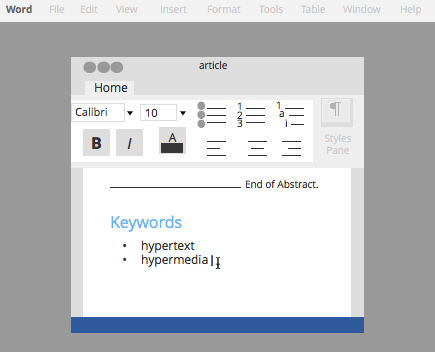 Word File Edit View Insert Format Tools Table Window Help
article
Home
Calibri 10
1
2
3
1
a
i
¶
B I A
Styles
Pane
End of Abstract.
Keywords
• hypertext
• hypermedia